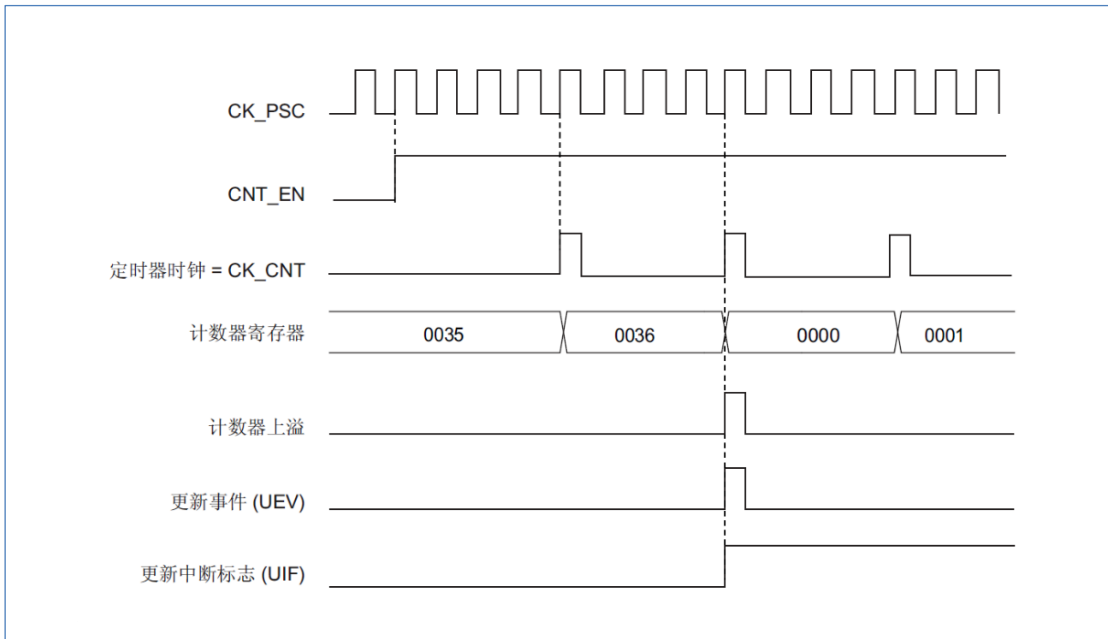 CK_PSC
CNT_EN
定时器时钟 = CK_CNT
计数器寄存器 0035 0036 0000 0001
计数器上溢
更新事件 (UEV)
更新中断标志 (UIF)